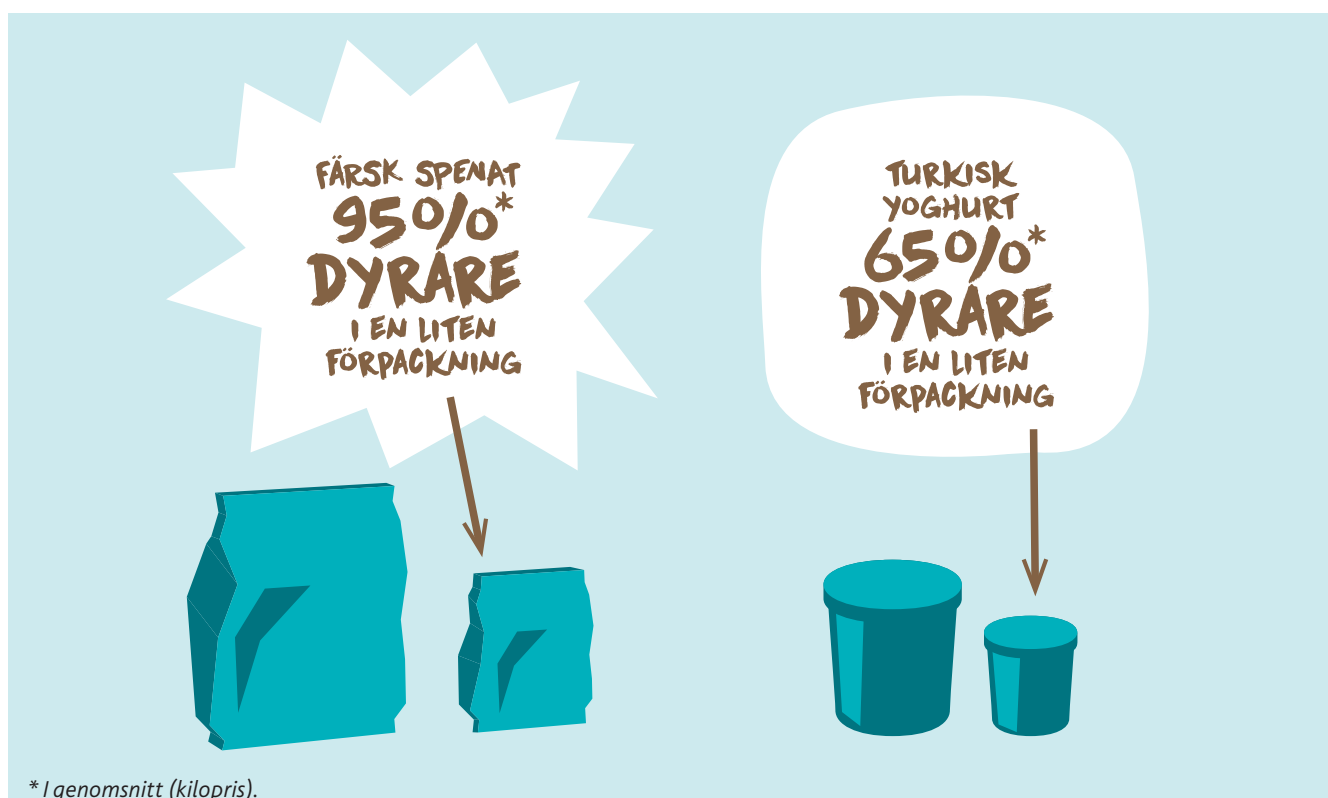 FÄRSK SPENAT
95%*
DYRARE
I EN LITEN
FÖRPACKNING
TURKISK
YOGHURT
65%*
DYRARE
I EN LITEN
FÖRPACKNING
* I genomsnitt (kilopris).